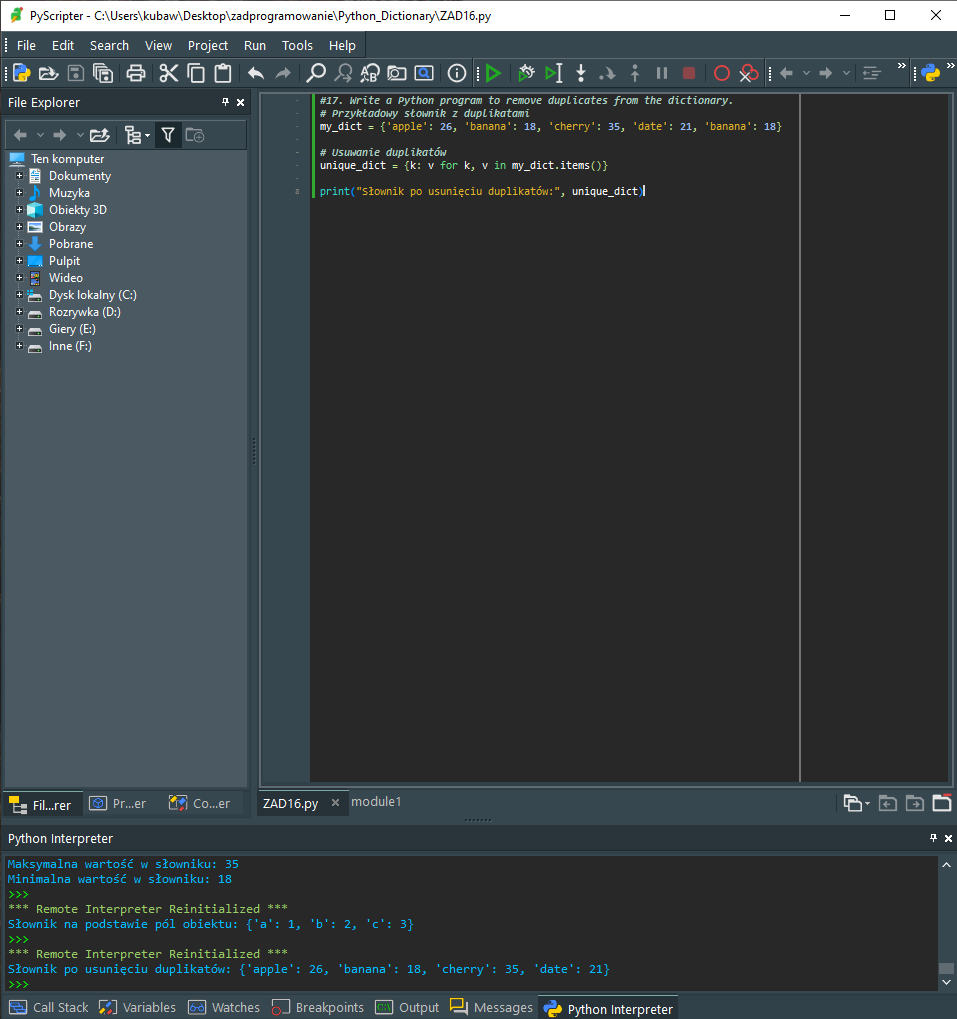 PyScripter - C:\Users\kubaw\Desktop\zadprogramowanie\Python_Dictionary\ZAD16.py
File Edit Search View Project Run Tools Help
File Explorer
Ten komputer
Dokumenty
Muzyka
Obiekty 3D
Obrazy
Pobrane
Pulpit
Wideo
Dysk lokalny (C:)
Rozrywka (D:)
Giery (E:)
Inne (F:)
Fil...rer Pr...er Co...er
#17. Write a Python program to remove duplicates from the dictionary.
# Przykładowy słownik z duplikatami
my_dict = {'apple': 26, 'banana': 18, 'cherry': 35, 'date': 21, 'banana': 18}
# Usuwanie duplikatów
unique_dict = {k: v for k, v in my_dict.items()}
8
print("Słownik po usunięciu duplikatów:", unique_dict)
ZAD16.py module1
Python Interpreter
Maksymalna wartość w słowniku: 35
Minimalna wartość w słowniku: 18
>>>
*** Remote Interpreter Reinitialized ***
Słownik na podstawie pól obiektu: {'a': 1, 'b': 2, 'c': 3}
>>>
*** Remote Interpreter Reinitialized ***
Słownik po usunięciu duplikatów: {'apple': 26, 'banana': 18, 'cherry': 35, 'date': 21}
>>>
Call Stack Variables Watches Breakpoints Output Messages Python Interpreter